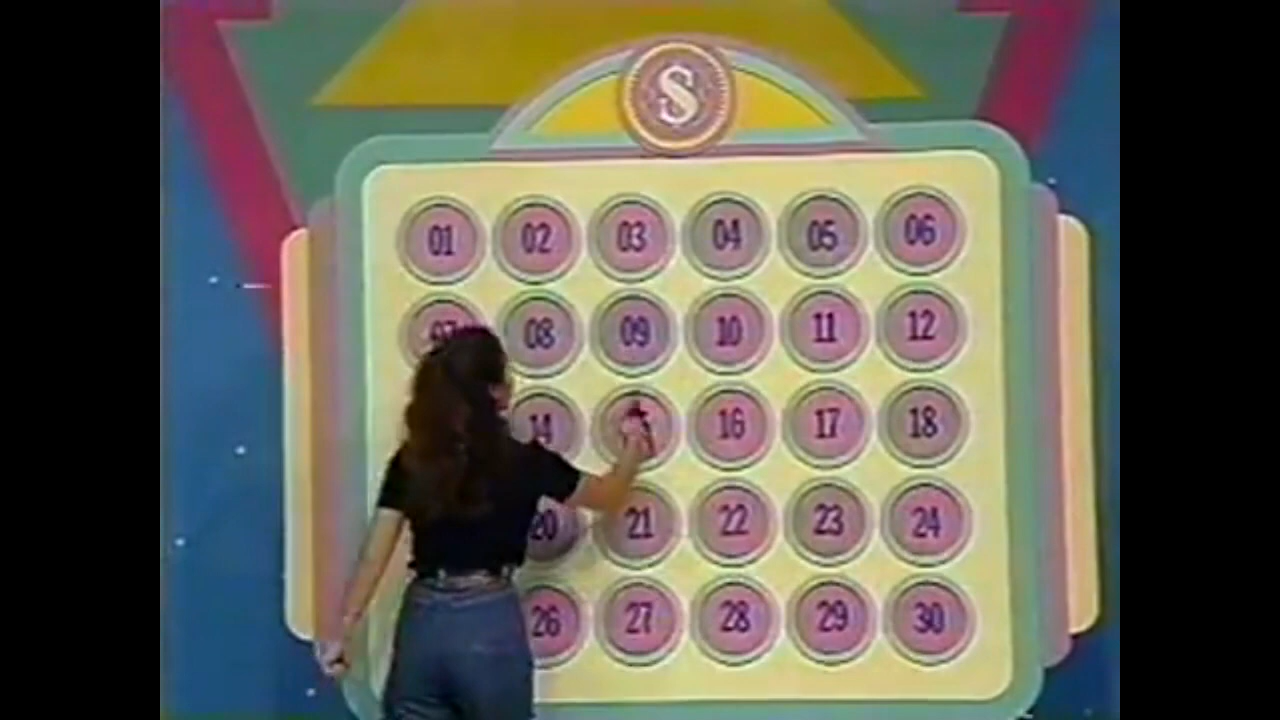 S
01 02 03 04 05 06
07 08 09 10 11 12
14 16 17 18
20 21 22 23 24
26 27 28 29 30